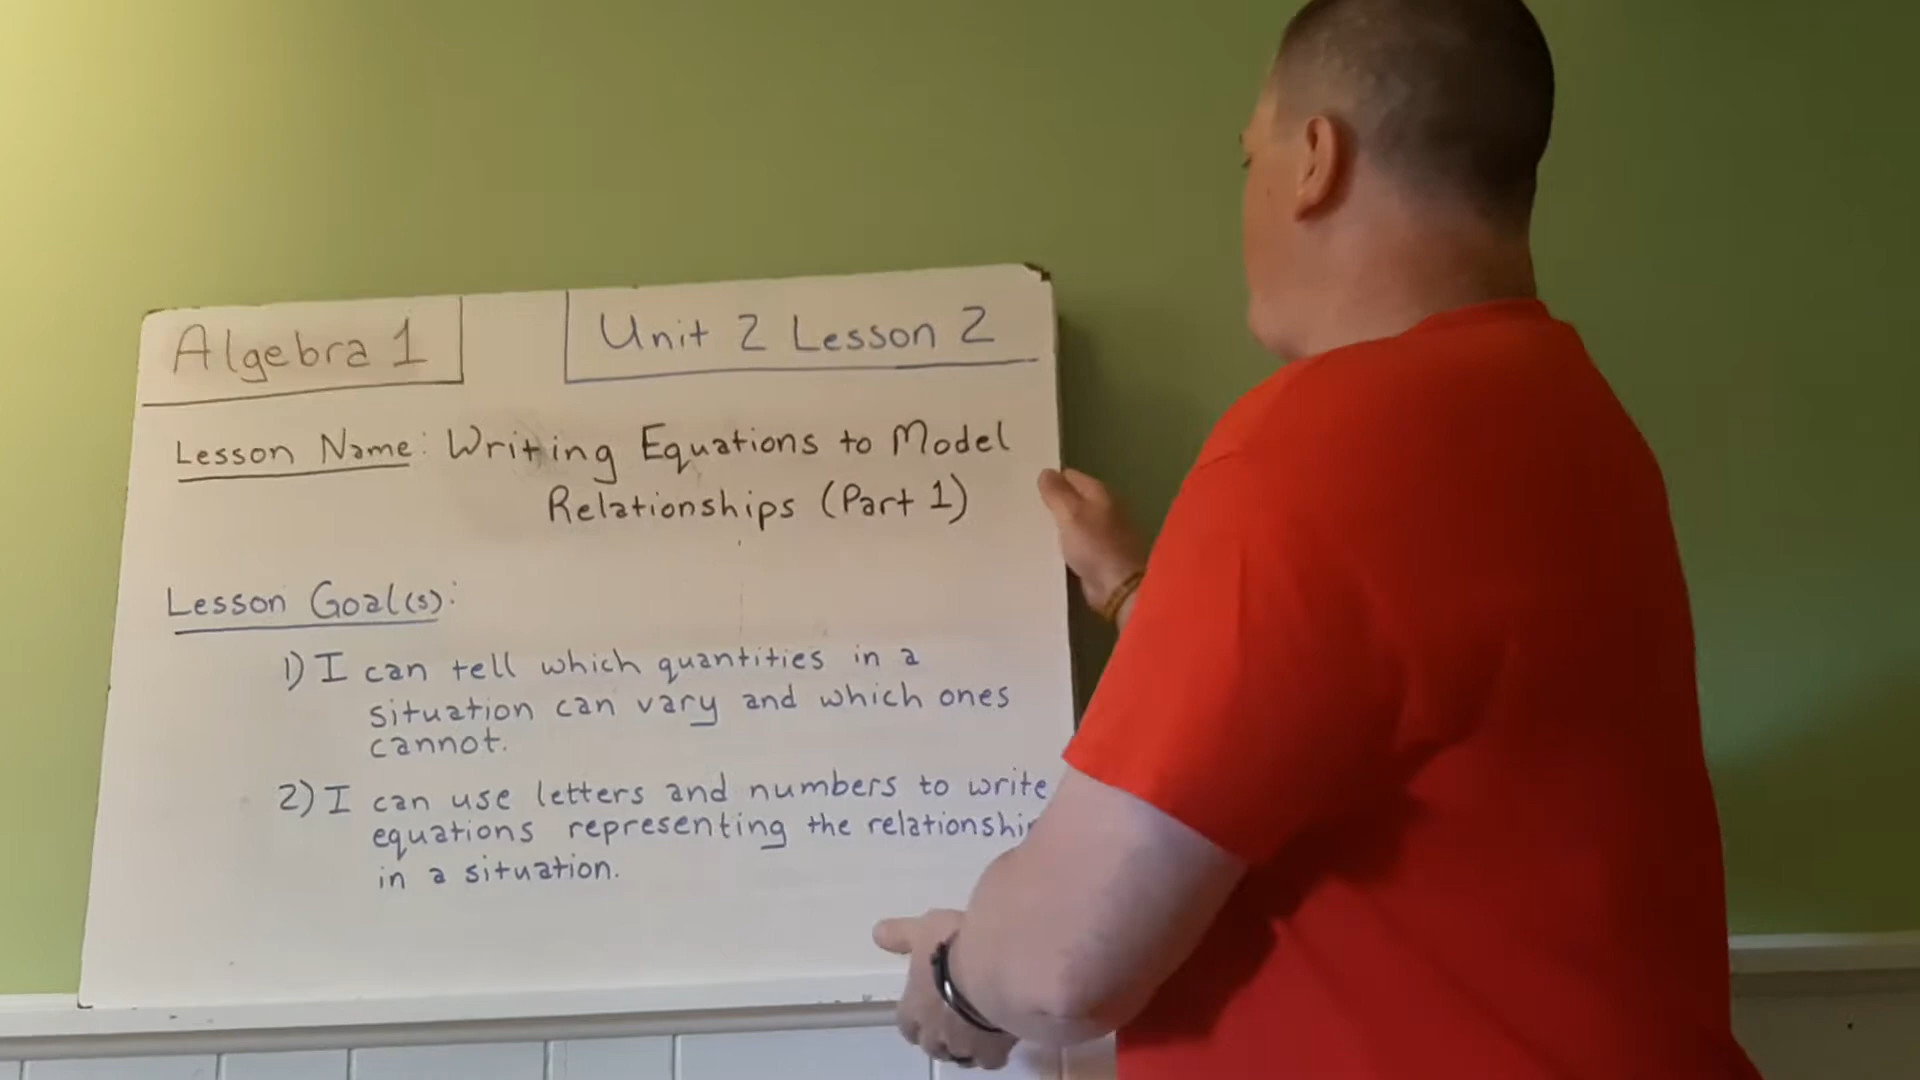 Algebra 1
Unit 2 Lesson 2
Lesson Name: Writing Equations to Model
Relationships (Part 1)
Lesson Goal(s):
1) I can tell which quantities in a
situation can vary and which ones
cannot.
2) I can use letters and numbers to write
equations representing the
in a situation.